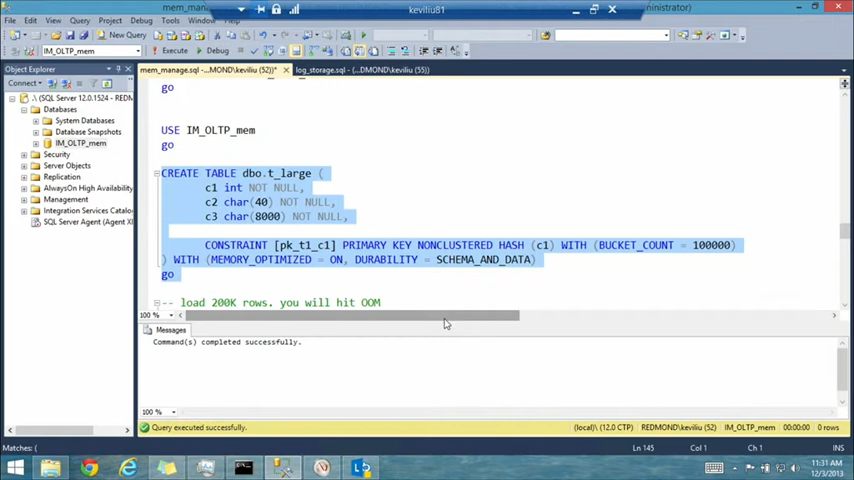 mem_mana
keviliu81
ministrator)
File Edit View Query Project Debug Tools Window
New Query
IM_OLTP_mem
Execute
Debug
Object Explorer
mem_manage.sql -...MOND\keviliu (52))*
log_storage.sql - (...DMOND\keviliu (55))
Connect
.\ (SQL Server 12.0.1524 - REDM
Databases
System Databases
Database Snapshots
IM_OLTP_mem
Security
Server Objects
Replication
AlwaysOn High Availability
Management
Integration Services Catalo
SQL Server Agent (Agent X
go
USE IM_OLTP_mem
go
CREATE TABLE dbo.t_large (
c1 int NOT NULL,
c2 char(40) NOT NULL,
c3 char(8000) NOT NULL,
CONSTRAINT [pk_t1_c1] PRIMARY KEY NONCLUSTERED HASH (c1) WITH (BUCKET_COUNT = 100000)
) WITH (MEMORY_OPTIMIZED = ON, DURABILITY = SCHEMA_AND_DATA)
go
-- load 200K rows. you will hit OOM
100 %
Messages
Command(s) completed successfully.
100 %
Query executed successfully.
(local)\ (12.0 CTP)
REDMOND\keviliu (52)
IM_OLTP_mem
00:00:00
0 rows
Matches: (
Ln 145
Col 1
Ch 1
INS
11:31 AM
12/3/2013